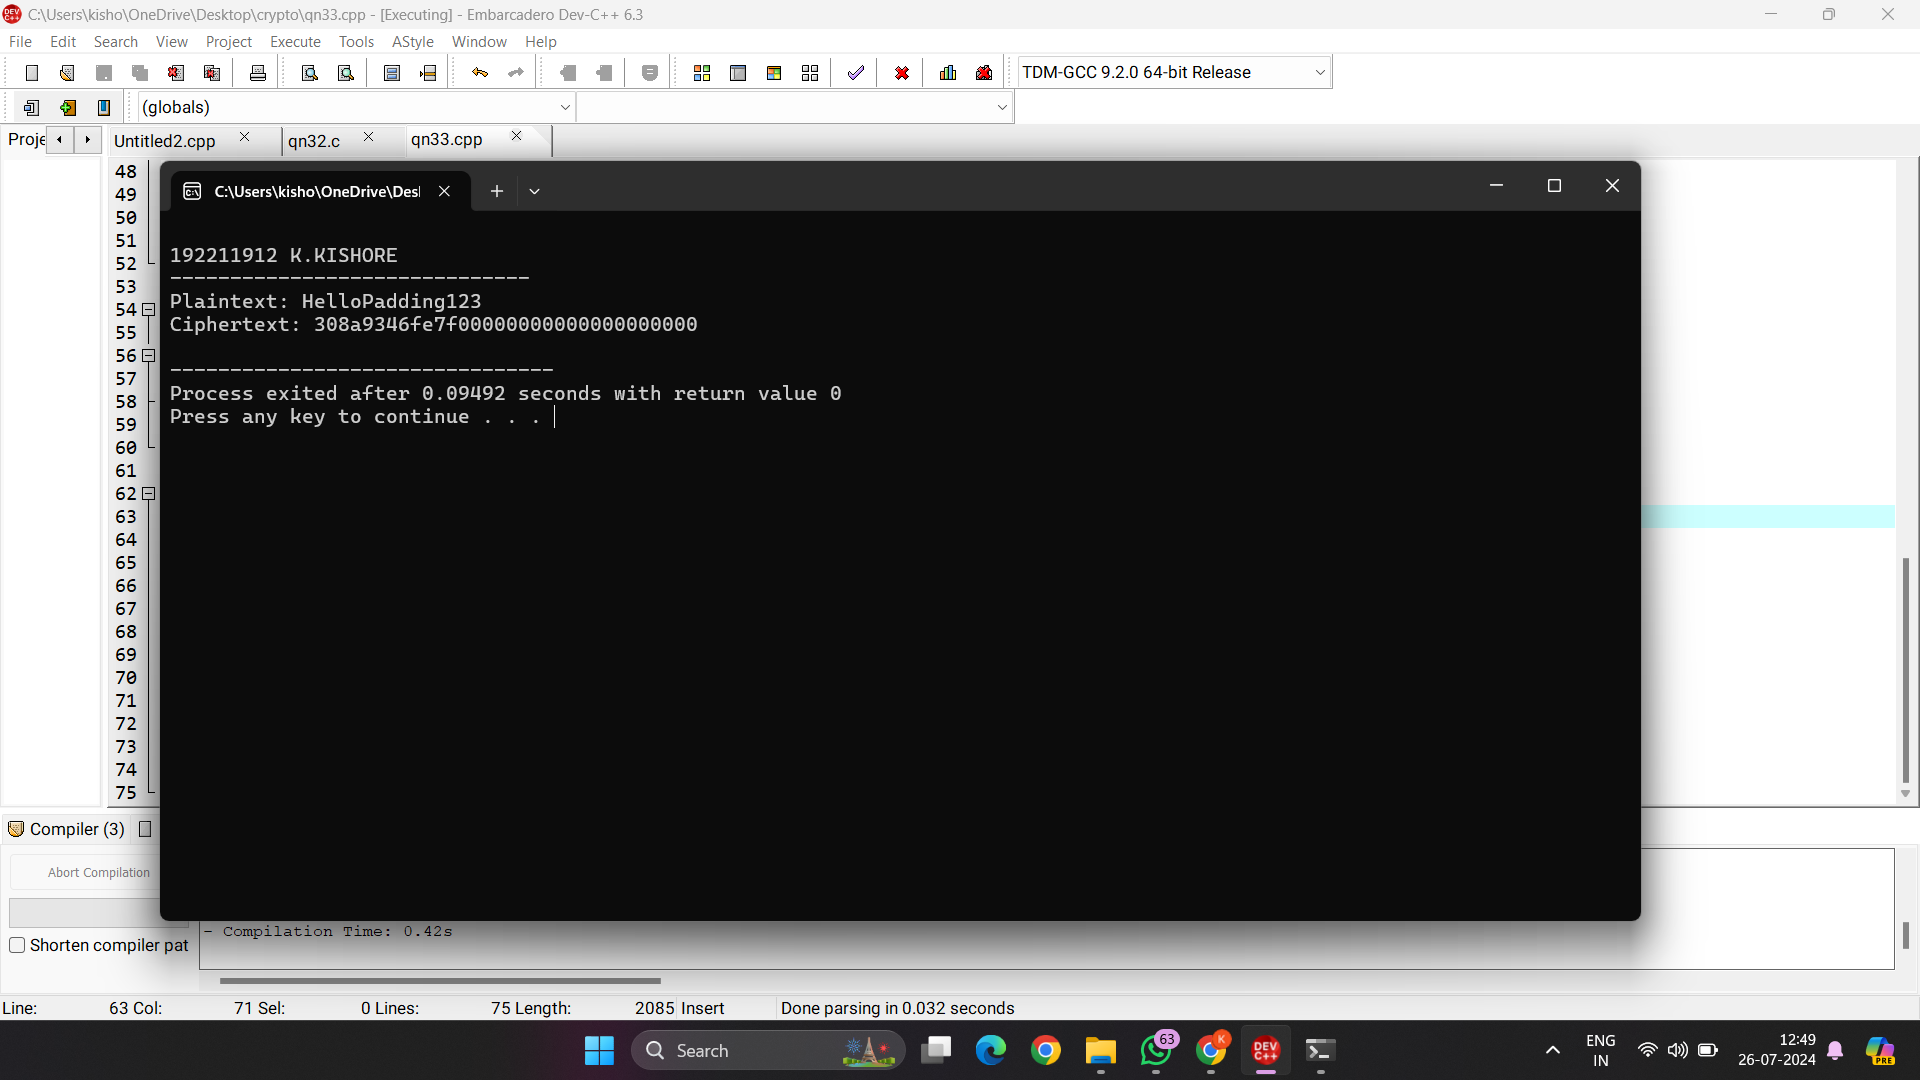 C:\Users\kisho\OneDrive\Desktop\crypto\qn33.cpp - [Executing] - Embarcadero Dev-C++ 6.3
File Edit Search View Project Execute Tools AStyle Window Help
TDM-GCC 9.2.0 64-bit Release
(globals)
Proje Untitled2.cpp qn32.c qn33.cpp
C:\Users\kisho\OneDrive\Des
48
49
50
51
52
53
54
55
56
57
58
59
60
61
62
63
64
65
66
67
68
69
70
71
72
73
74
75
192211912 K.KISHORE
------------------------------
Plaintext: HelloPadding123
Ciphertext: 308a9346fe7f00000000000000000000
--------------------------------
Process exited after 0.09492 seconds with return value 0
Press any key to continue . . .
Compiler (3)
Abort Compilation
Shorten compiler pat
- Compilation Time: 0.42s
Line: 63 Col: 71 Sel: 0 Lines: 75 Length: 2085 Insert Done parsing in 0.032 seconds
Search
63
K
DEV C++
ENG
IN
12:49
26-07-2024
PRE